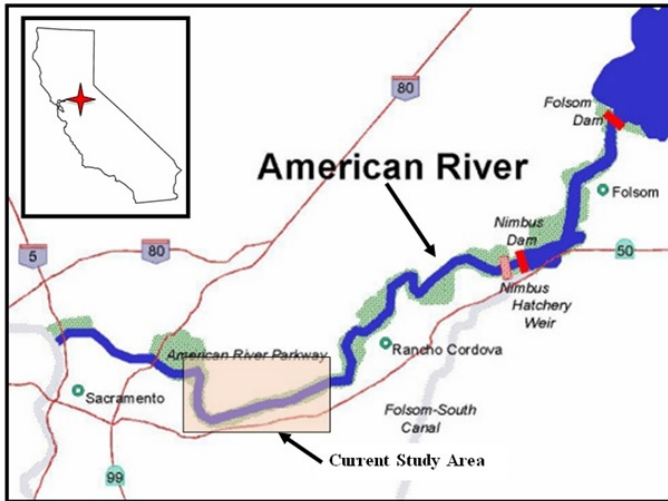 80
Folsom
Dam
American River
Folsom
Nimbus
Dam
5
80
50
Nimbus
Hatchery
Weir
American River Parkway
Rancho Cordova
Sacramento
Folsom-South
Canal
Current Study Area
99